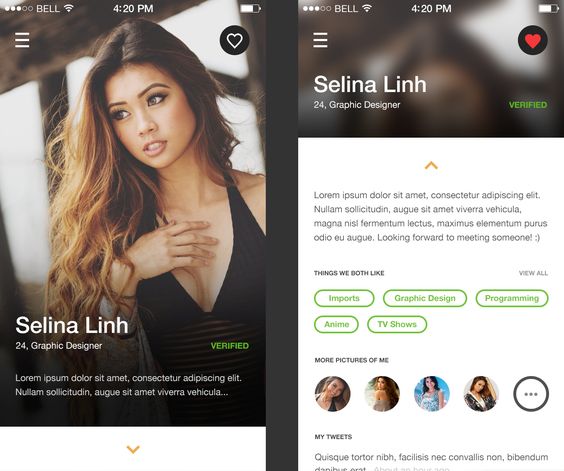 BELL 4:20 PM
Selina Linh
24, Graphic Designer VERIFIED
Lorem ipsum dolor sit amet, consectetur adipiscing elit.
Nullam sollicitudin, augue sit amet viverra vehicula...
BELL 4:20 PM
Selina Linh
24, Graphic Designer VERIFIED
Lorem ipsum dolor sit amet, consectetur adipiscing elit.
Nullam sollicitudin, augue sit amet viverra vehicula,
magna nisl fermentum lectus, maximus elementum purus
odio eu augue. Looking forward to meeting someone! :)
THINGS WE BOTH LIKE VIEW ALL
Imports Graphic Design Programming
Anime TV Shows
MORE PICTURES OF ME
MY TWEETS
Quisque tortor nibh, facilisis nec convallis non, bibendum
dapibus erat. About an hour ago